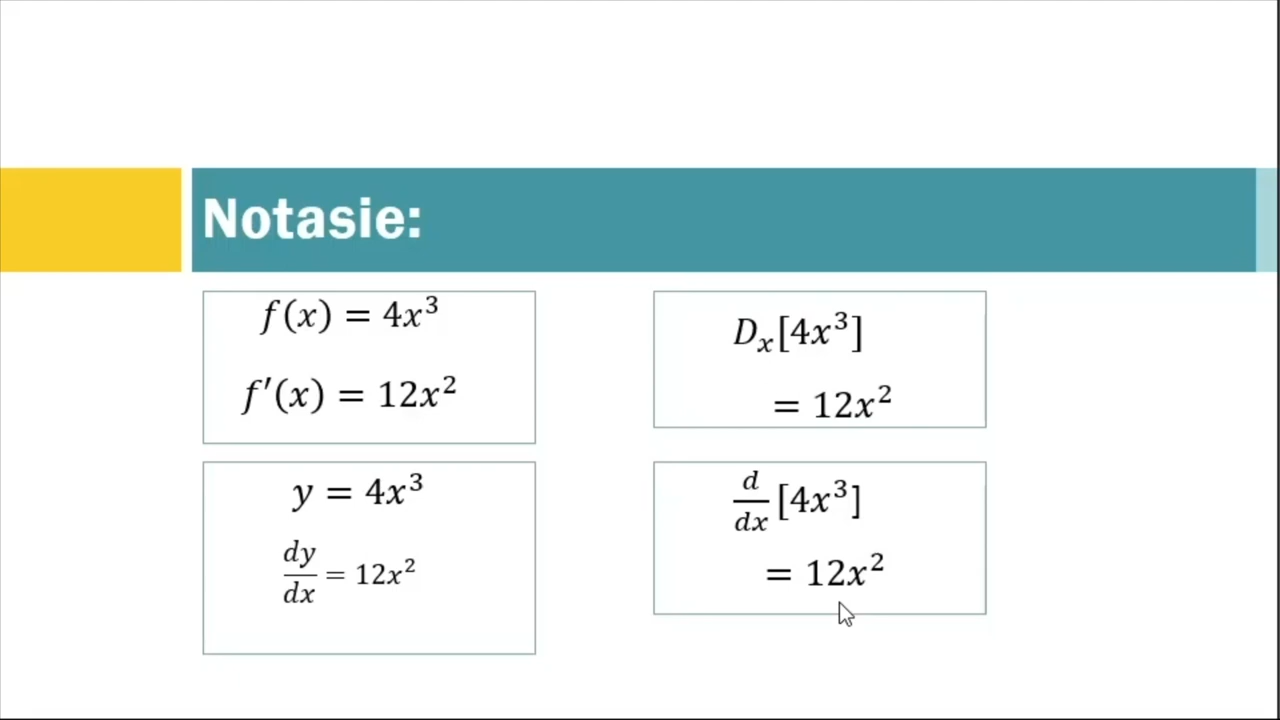 Notasie:
f(x) = 4x³
f′(x) = 12x²
Dₓ[4x³]
= 12x²
y = 4x³
dy/dx = 12x²
d/dx [4x³]
= 12x²